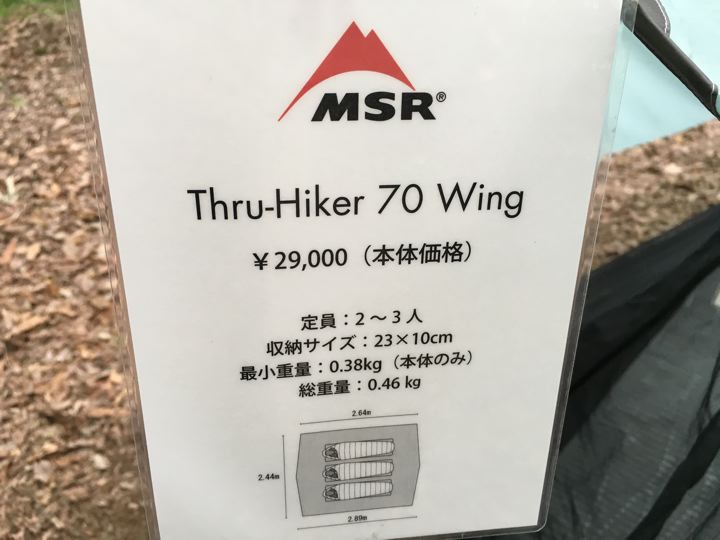 MSR®
Thru-Hiker 70 Wing
￥29,000（本体価格）
定員：2〜3人
収納サイズ：23×10cm
最小重量：0.38kg（本体のみ）
総重量：0.46 kg
2.64m
2.44m
2.89m